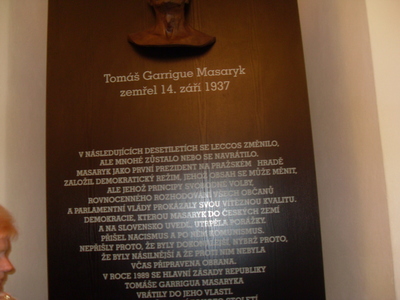 Tomáš Garrigue Masaryk
zemřel 14. září 1937
V NÁSLEDUJÍCÍCH DESETILETÍCH SE LECCOS ZMĚNILO,
ALE MNOHÉ ZŮSTALO NEBO SE NAVRÁTILO.
MASARYK JAKO PRVNÍ PREZIDENT NA PRAŽSKÉM HRADĚ
ZALOŽIL DEMOKRATICKÝ REŽIM, JEHOŽ OBSAH SE MŮŽE MĚNIT,
ALE JEHOŽ PRINCIPY SVOBODNÉ VOLBY,
ROVNOCENNÉHO ROZHODOVÁNÍ VŠECH OBČANŮ
A PARLAMENTNÍ VLÁDY PROKÁZALY SVOU VÍTĚZNOU KVALITU.
DEMOKRACIE, KTEROU MASARYK DO ČESKÝCH ZEMÍ
A NA SLOVENSKO UVEDL, UTRPĚLA PORÁŽKY.
PŘIŠEL NACISMUS A PO NĚM KOMUNISMUS.
NEPŘIŠLY PROTO, ŽE BY BYLY DOKONALEJŠÍ, NÝBRŽ PROTO,
ŽE BYLY NÁSILNĚJŠÍ A ŽE PROTI NIM NEBYLA
VČAS PŘIPRAVENA OBRANA.
V ROCE 1989 SE HLAVNÍ ZÁSADY REPUBLIKY
TOMÁŠE GARRIGUA MASARYKA
VRÁTILY DO JEHO VLASTI.
STOLETÍ